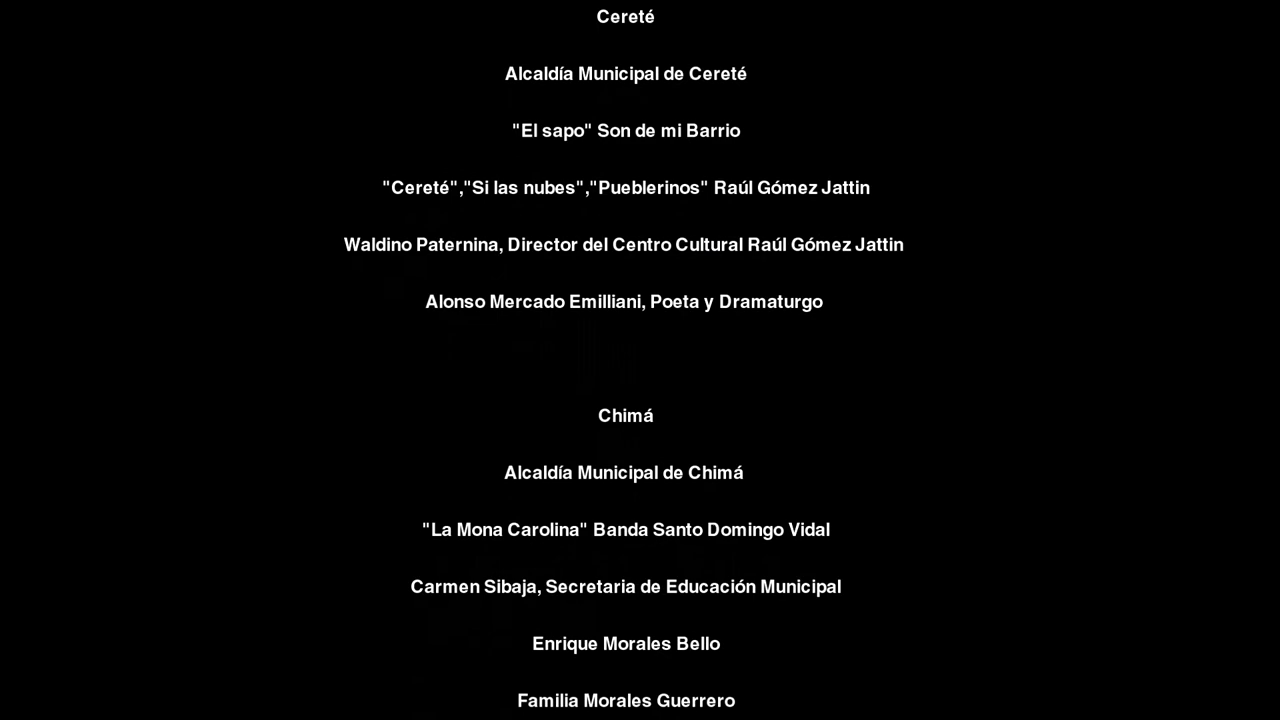 Cereté
Alcaldía Municipal de Cereté
"El sapo" Son de mi Barrio
"Cereté","Si las nubes","Pueblerinos" Raúl Gómez Jattin
Waldino Paternina, Director del Centro Cultural Raúl Gómez Jattin
Alonso Mercado Emilliani, Poeta y Dramaturgo
Chimá
Alcaldía Municipal de Chimá
"La Mona Carolina" Banda Santo Domingo Vidal
Carmen Sibaja, Secretaria de Educación Municipal
Enrique Morales Bello
Familia Morales Guerrero